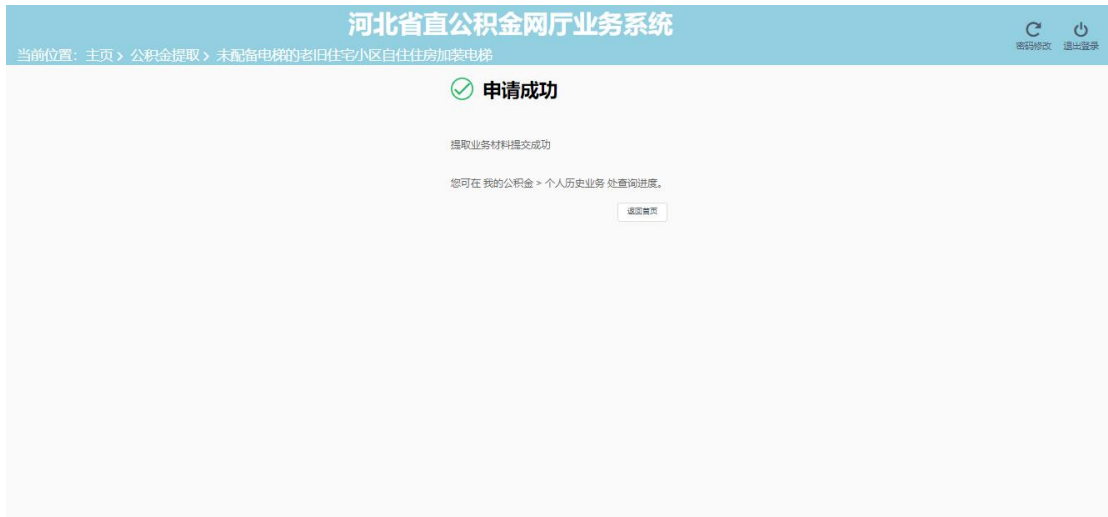 河北省直公积金网厅业务系统
密码修改 退出登录
当前位置：主页 > 公积金提取 > 未配备电梯的老旧住宅小区自住住房加装电梯
申请成功
提取业务材料提交成功
您可在 我的公积金 > 个人历史业务 处查询进度。
返回首页